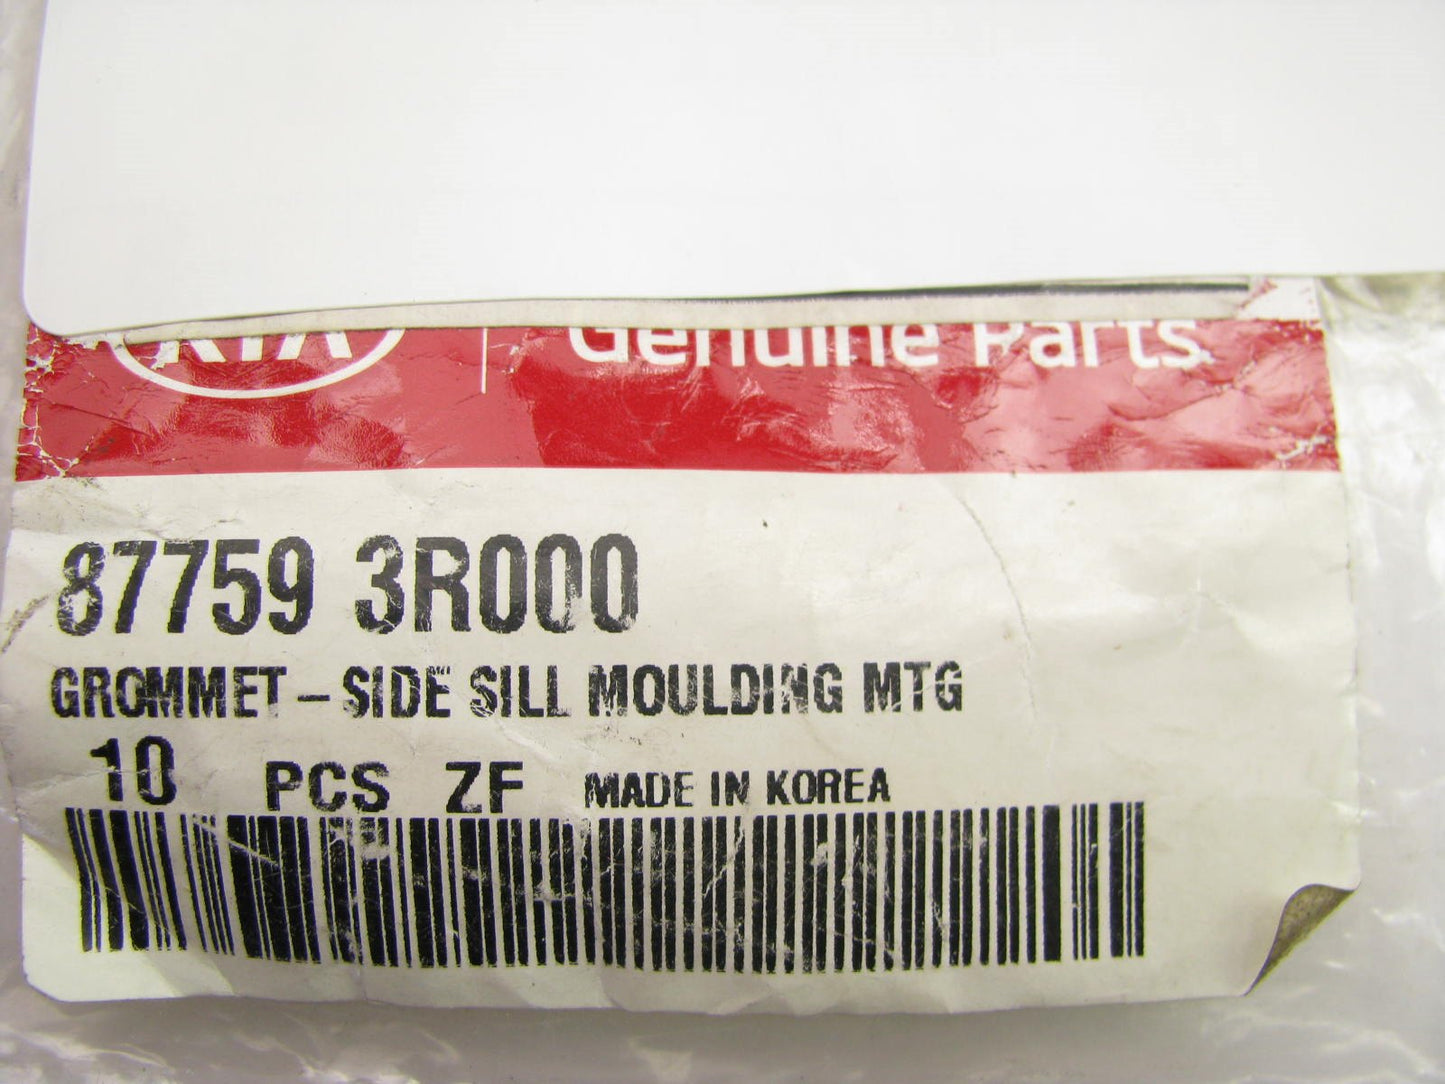 KIA Genuine Parts
87759 3R000
GROMMET-SIDE SILL MOULDING MTG
10 PCS ZF MADE IN KOREA